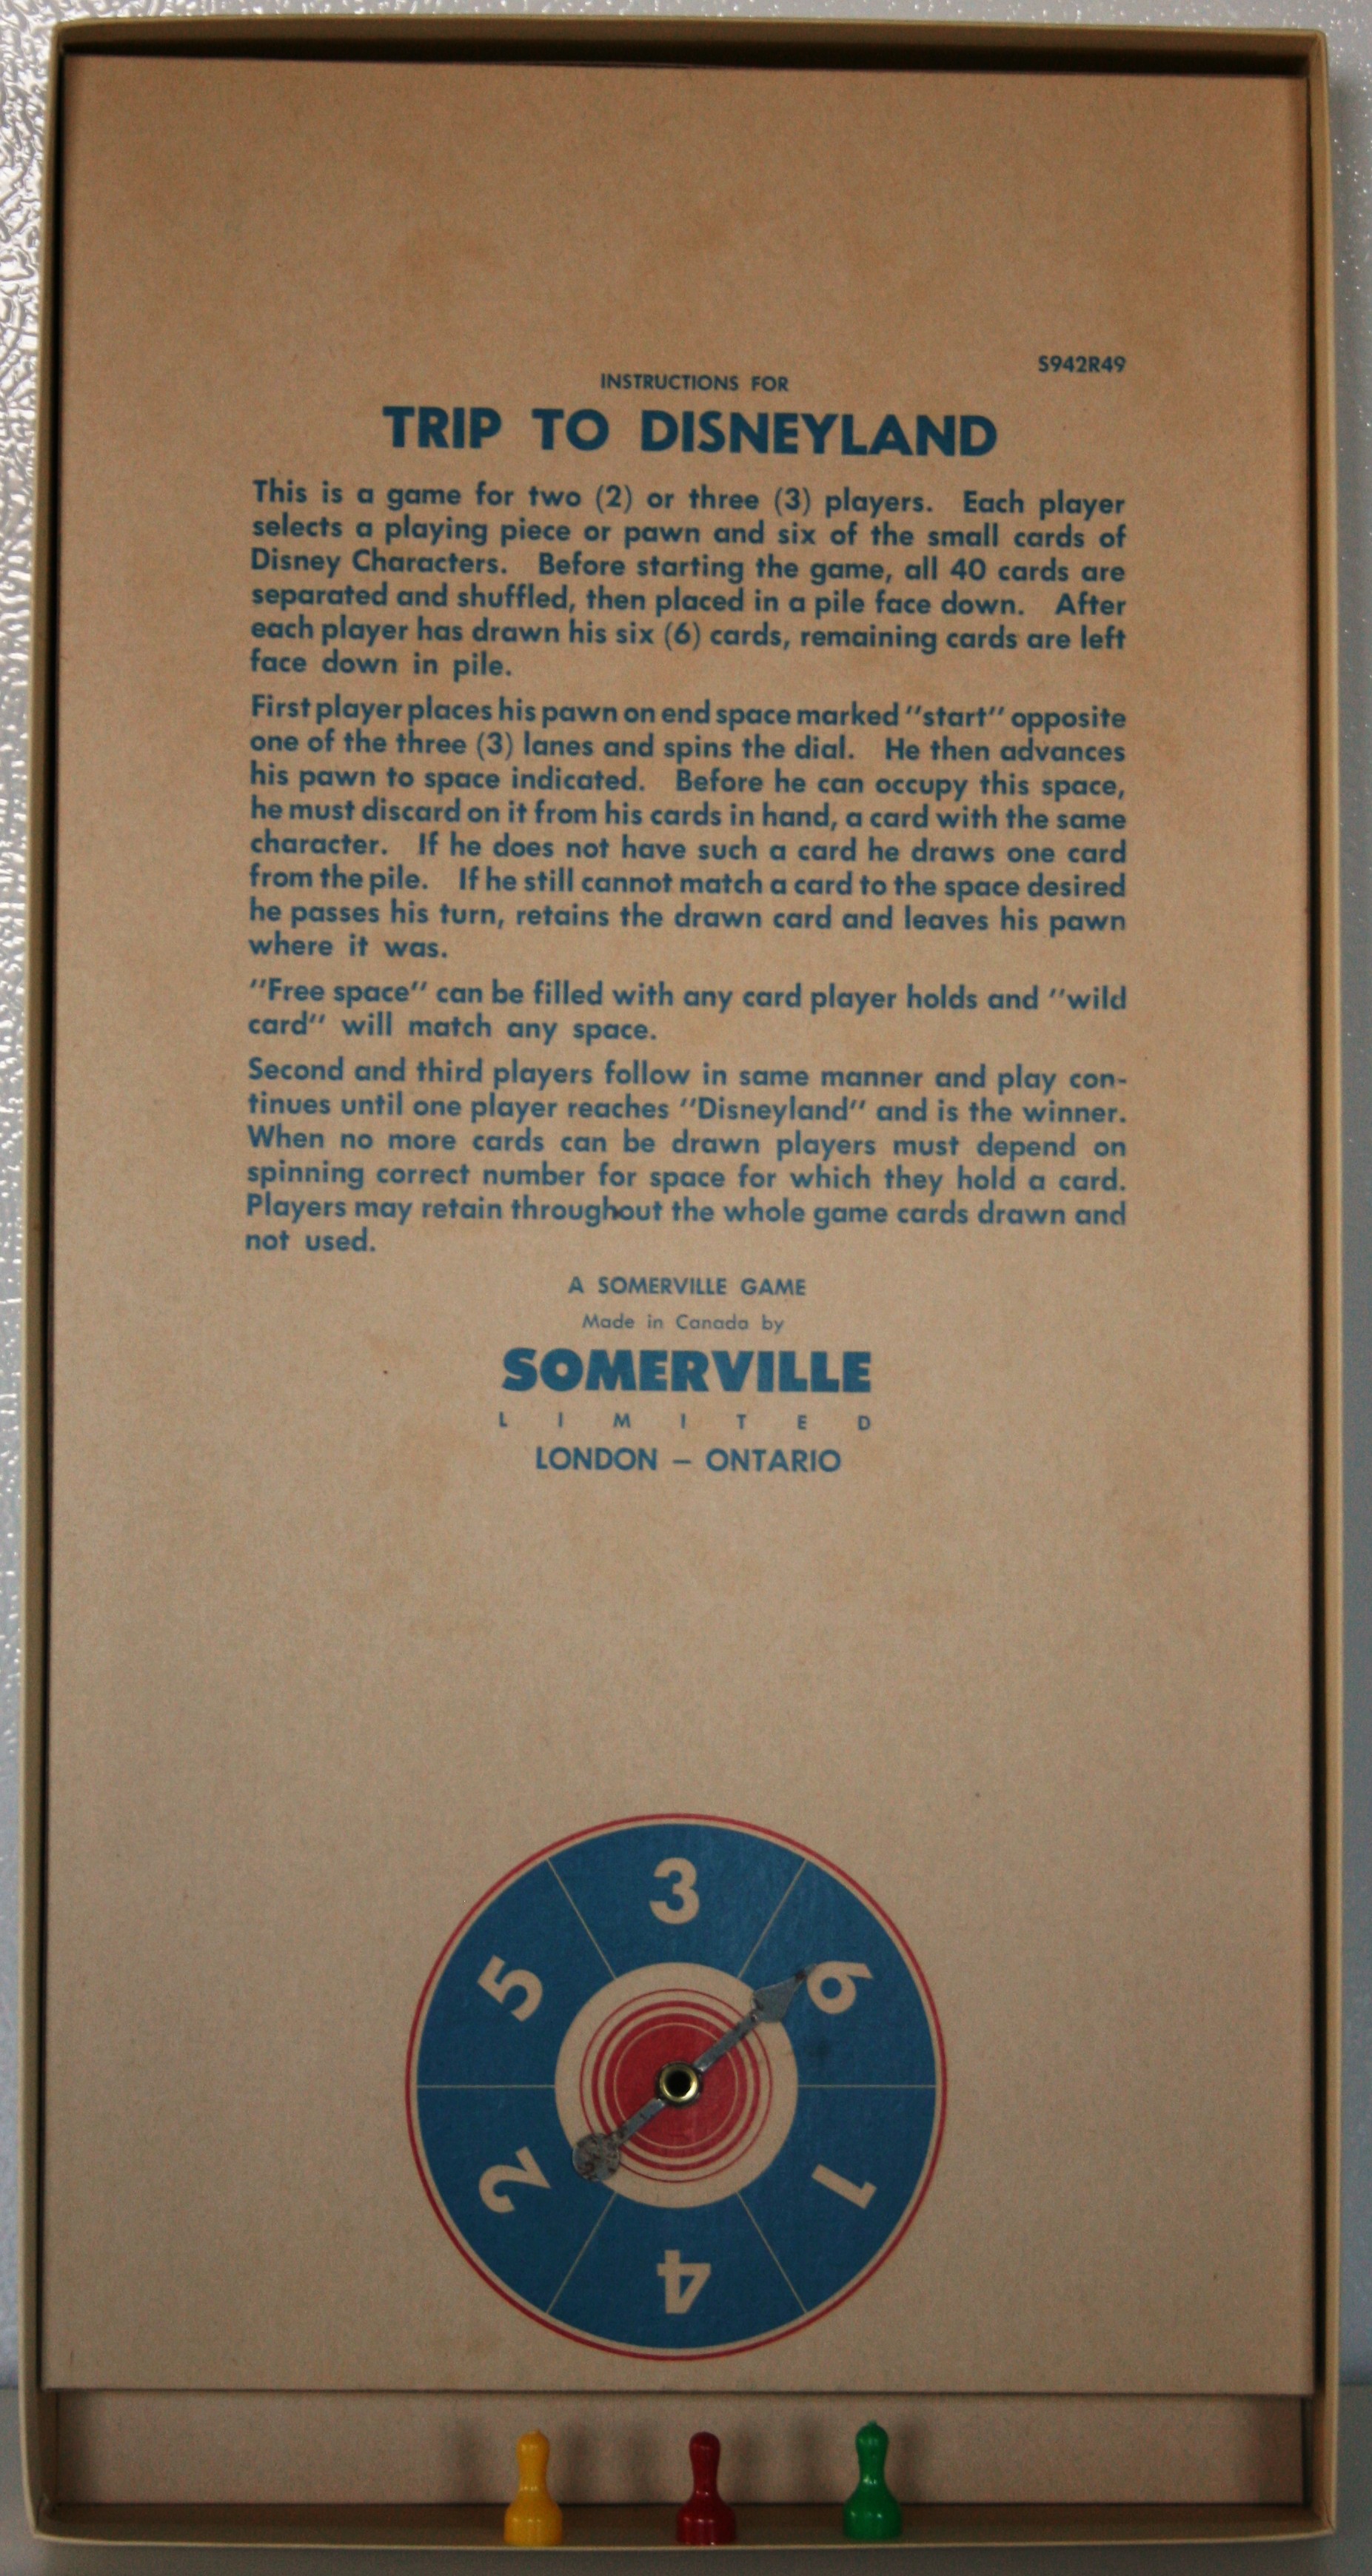 S942R49
INSTRUCTIONS FOR
TRIP TO DISNEYLAND
This is a game for two (2) or three (3) players. Each player
selects a playing piece or pawn and six of the small cards of
Disney Characters. Before starting the game, all 40 cards are
separated and shuffled, then placed in a pile face down. After
each player has drawn his six (6) cards, remaining cards are left
face down in pile.
First player places his pawn on end space marked "start" opposite
one of the three (3) lanes and spins the dial. He then advances
his pawn to space indicated. Before he can occupy this space,
he must discard on it from his cards in hand, a card with the same
character. If he does not have such a card he draws one card
from the pile. If he still cannot match a card to the space desired
he passes his turn, retains the drawn card and leaves his pawn
where it was.
"Free space" can be filled with any card player holds and "wild
card" will match any space.
Second and third players follow in same manner and play con-
tinues until one player reaches "Disneyland" and is the winner.
When no more cards can be drawn players must depend on
spinning correct number for space for which they hold a card.
Players may retain throughout the whole game cards drawn and
not used.
A SOMERVILLE GAME
Made in Canada by
SOMERVILLE
LIMITED
LONDON – ONTARIO
3
6
1
4
2
5